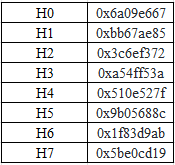 H0 0x6a09e667
H1 0xbb67ae85
H2 0x3c6ef372
H3 0xa54ff53a
H4 0x510e527f
H5 0x9b05688c
H6 0x1f83d9ab
H7 0x5be0cd19